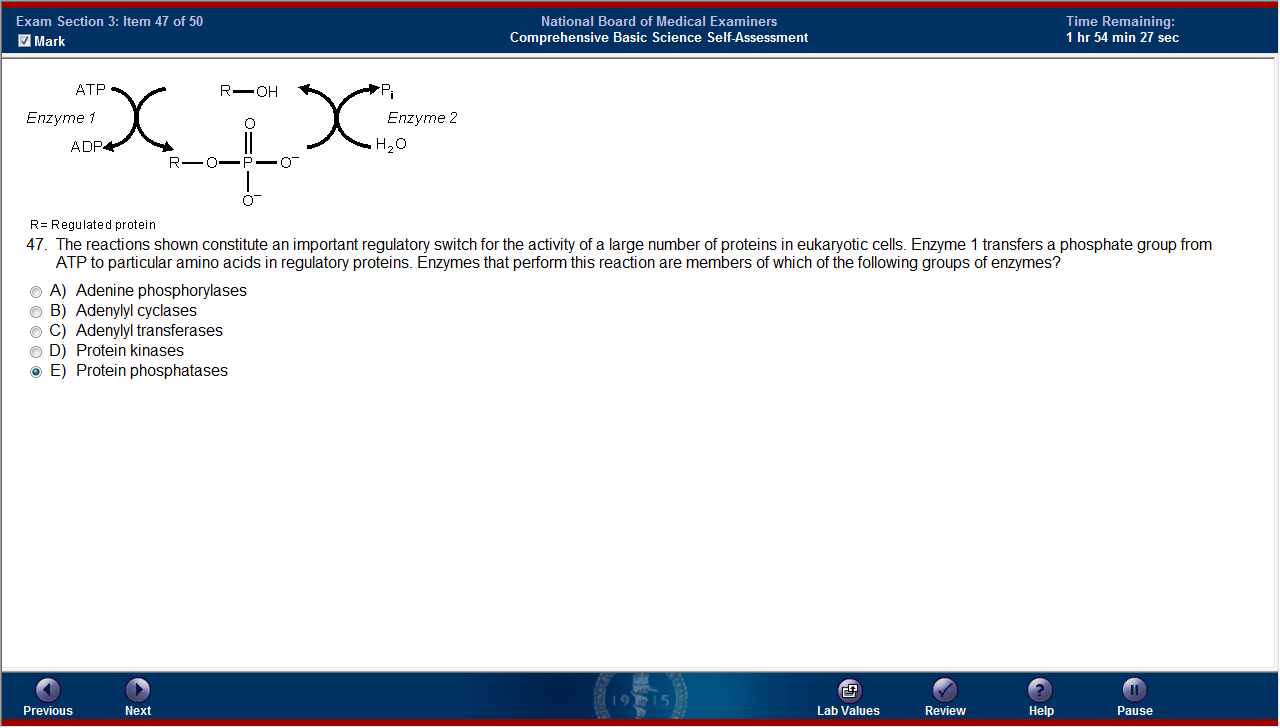 Exam Section 3: Item 47 of 50
National Board of Medical Examiners
Time Remaining:
Mark
Comprehensive Basic Science Self-Assessment
1 hr 54 min 27 sec
ATP
R—OH
Pi
Enzyme 1
O
Enzyme 2
ADP
H2O
R—O—P—O−
O−
R= Regulated protein
47. The reactions shown constitute an important regulatory switch for the activity of a large number of proteins in eukaryotic cells. Enzyme 1 transfers a phosphate group from
ATP to particular amino acids in regulatory proteins. Enzymes that perform this reaction are members of which of the following groups of enzymes?
A) Adenine phosphorylases
B) Adenylyl cyclases
C) Adenylyl transferases
D) Protein kinases
E) Protein phosphatases
1915
Previous
Next
Lab Values
Review
Help
Pause